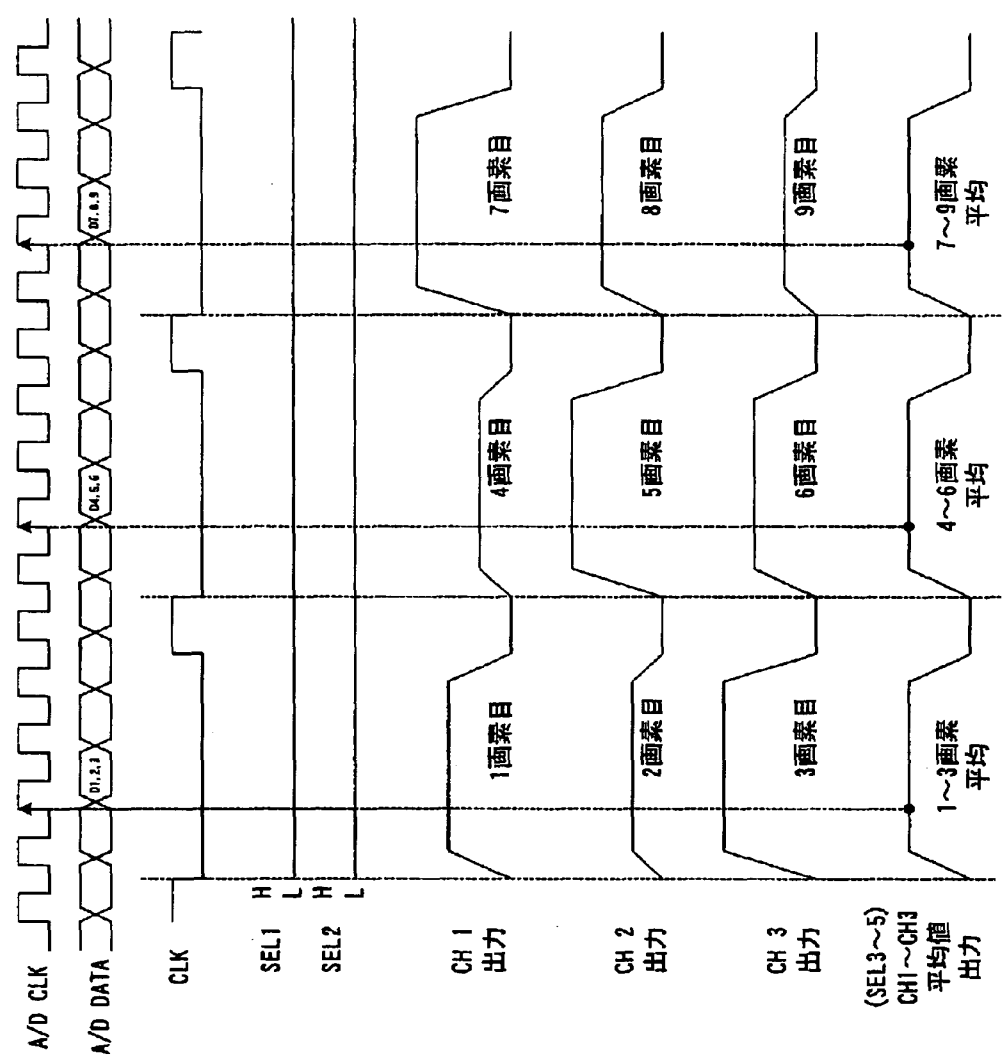 A/D CLK
A/D DATA
D1.2.3
D4.5.6
D7.8.9
CLK
SEL1
H
L
SEL2
H
L
CH 1
出力
1画素目
4画素目
7画素目
CH 2
出力
2画素目
5画素目
8画素目
CH 3
出力
3画素目
6画素目
9画素目
(SEL3〜5)
CH1〜CH3
平均値
出力
1〜3画素
平均
4〜6画素
平均
7〜9画素
平均